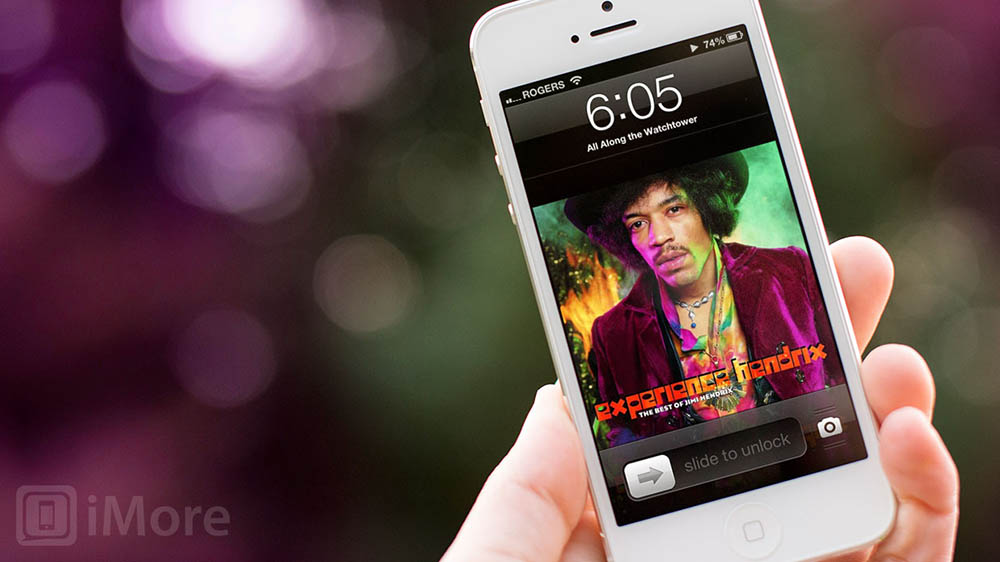 ROGERS
74%
6:05
All Along the Watchtower
experience hendrix
THE BEST OF JIMI HENDRIX
slide to unlock
iMore